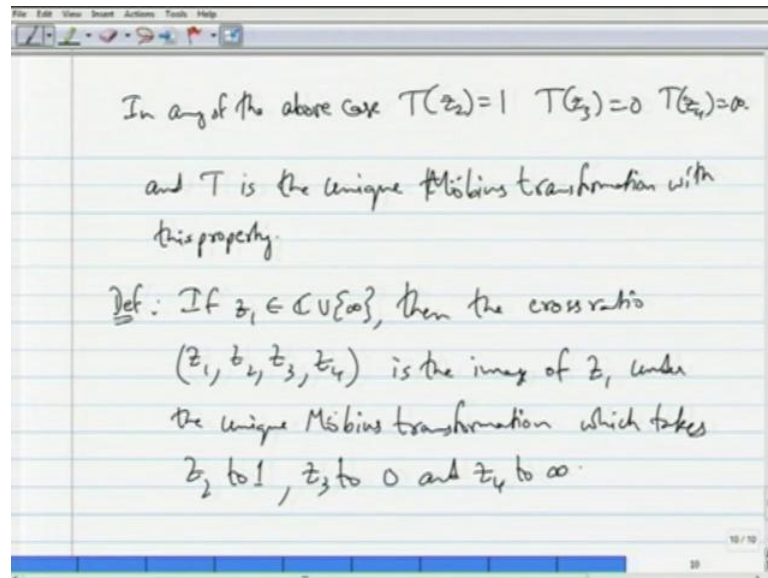 File Edit View Insert Actions Tools Help
In any of the above case T(z₂)=1 T(z₃)=0 T(z₄)=∞.
and T is the unique Möbius transformation with
this property.
Def: If z₁ ∈ ℂ∪{∞}, then the cross ratio
(z₁, z₂, z₃, z₄) is the image of z₁ under
the unique Möbius transformation which takes
z₂ to 1, z₃ to 0 and z₄ to ∞.
10/10
10